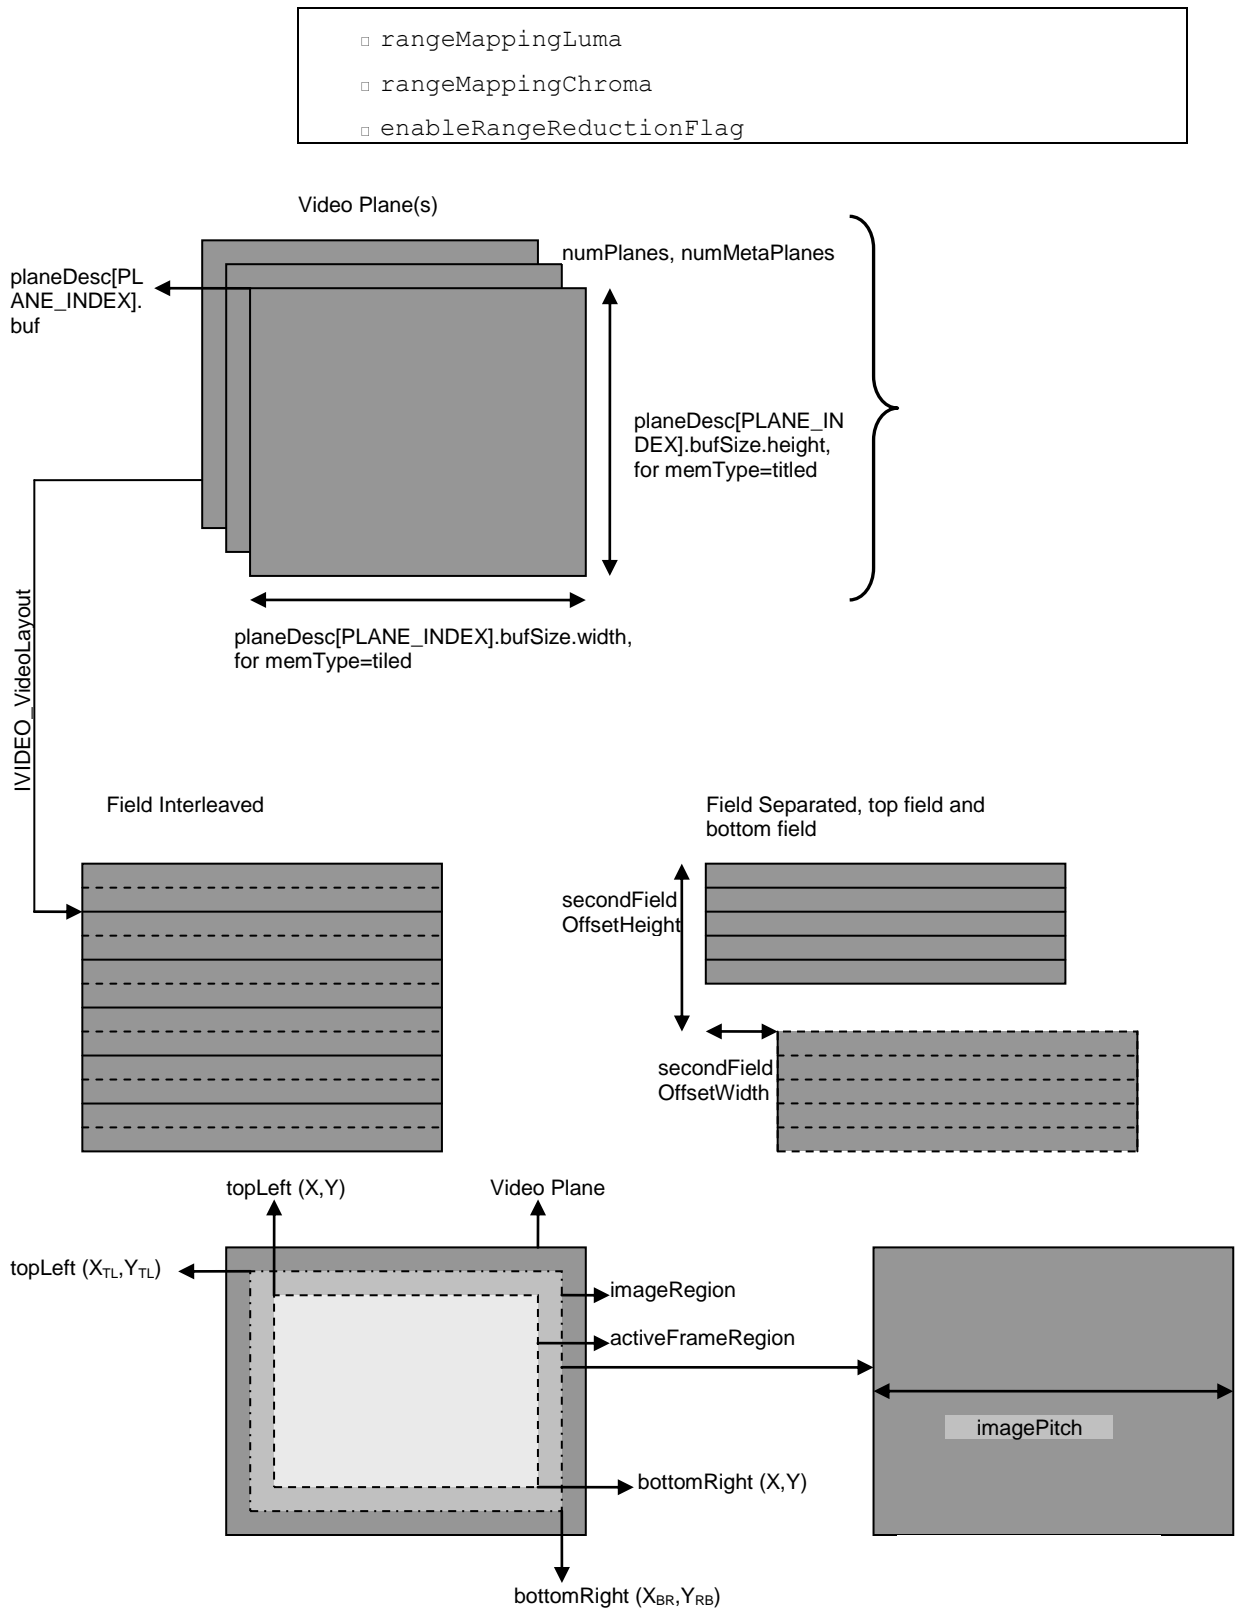 rangeMappingLuma
rangeMappingChroma
enableRangeReductionFlag
Video Plane(s)
numPlanes, numMetaPlanes
planeDesc[PL
ANE_INDEX].
buf
planeDesc[PLANE_IN
DEX].bufSize.height,
for memType=titled
planeDesc[PLANE_INDEX].bufSize.width,
for memType=tiled
IVIDEO_VideoLayout
Field Interleaved
Field Separated, top field and
bottom field
secondField
OffsetHeight
secondField
OffsetWidth
topLeft (X,Y)
Video Plane
topLeft (XTL,YTL)
imageRegion
activeFrameRegion
imagePitch
bottomRight (X,Y)
bottomRight (XBR,YRB)